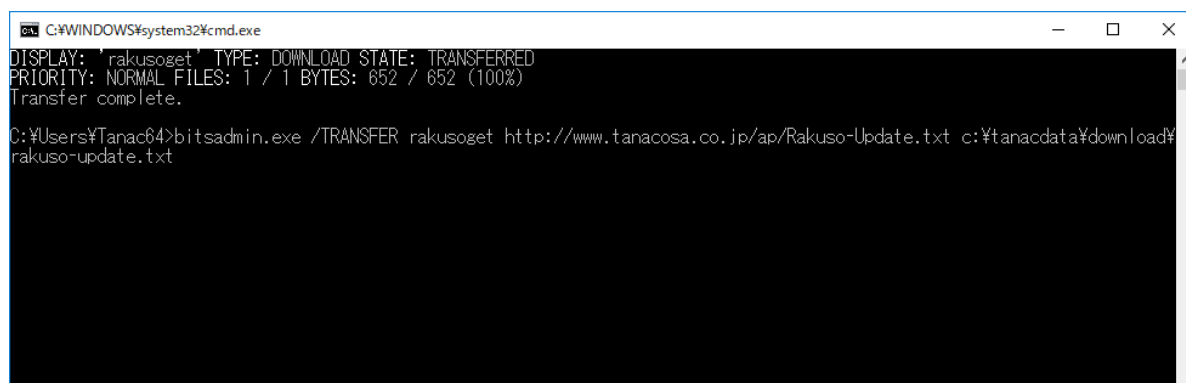 C:¥WINDOWS¥system32¥cmd.exe
DISPLAY: 'rakusoget' TYPE: DOWNLOAD STATE: TRANSFERRED
PRIORITY: NORMAL FILES: 1 / 1 BYTES: 652 / 652 (100%)
Transfer complete.
C:¥Users¥Tanac64>bitsadmin.exe /TRANSFER rakusoget http://www.tanacosa.co.jp/ap/Rakuso-Update.txt c:¥tanacdata¥download¥
rakuso-update.txt